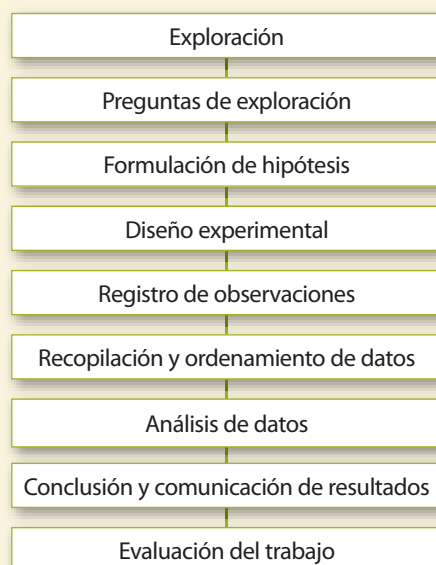 Exploración
Preguntas de exploración
Formulación de hipótesis
Diseño experimental
Registro de observaciones
Recopilación y ordenamiento de datos
Análisis de datos
Conclusión y comunicación de resultados
Evaluación del trabajo